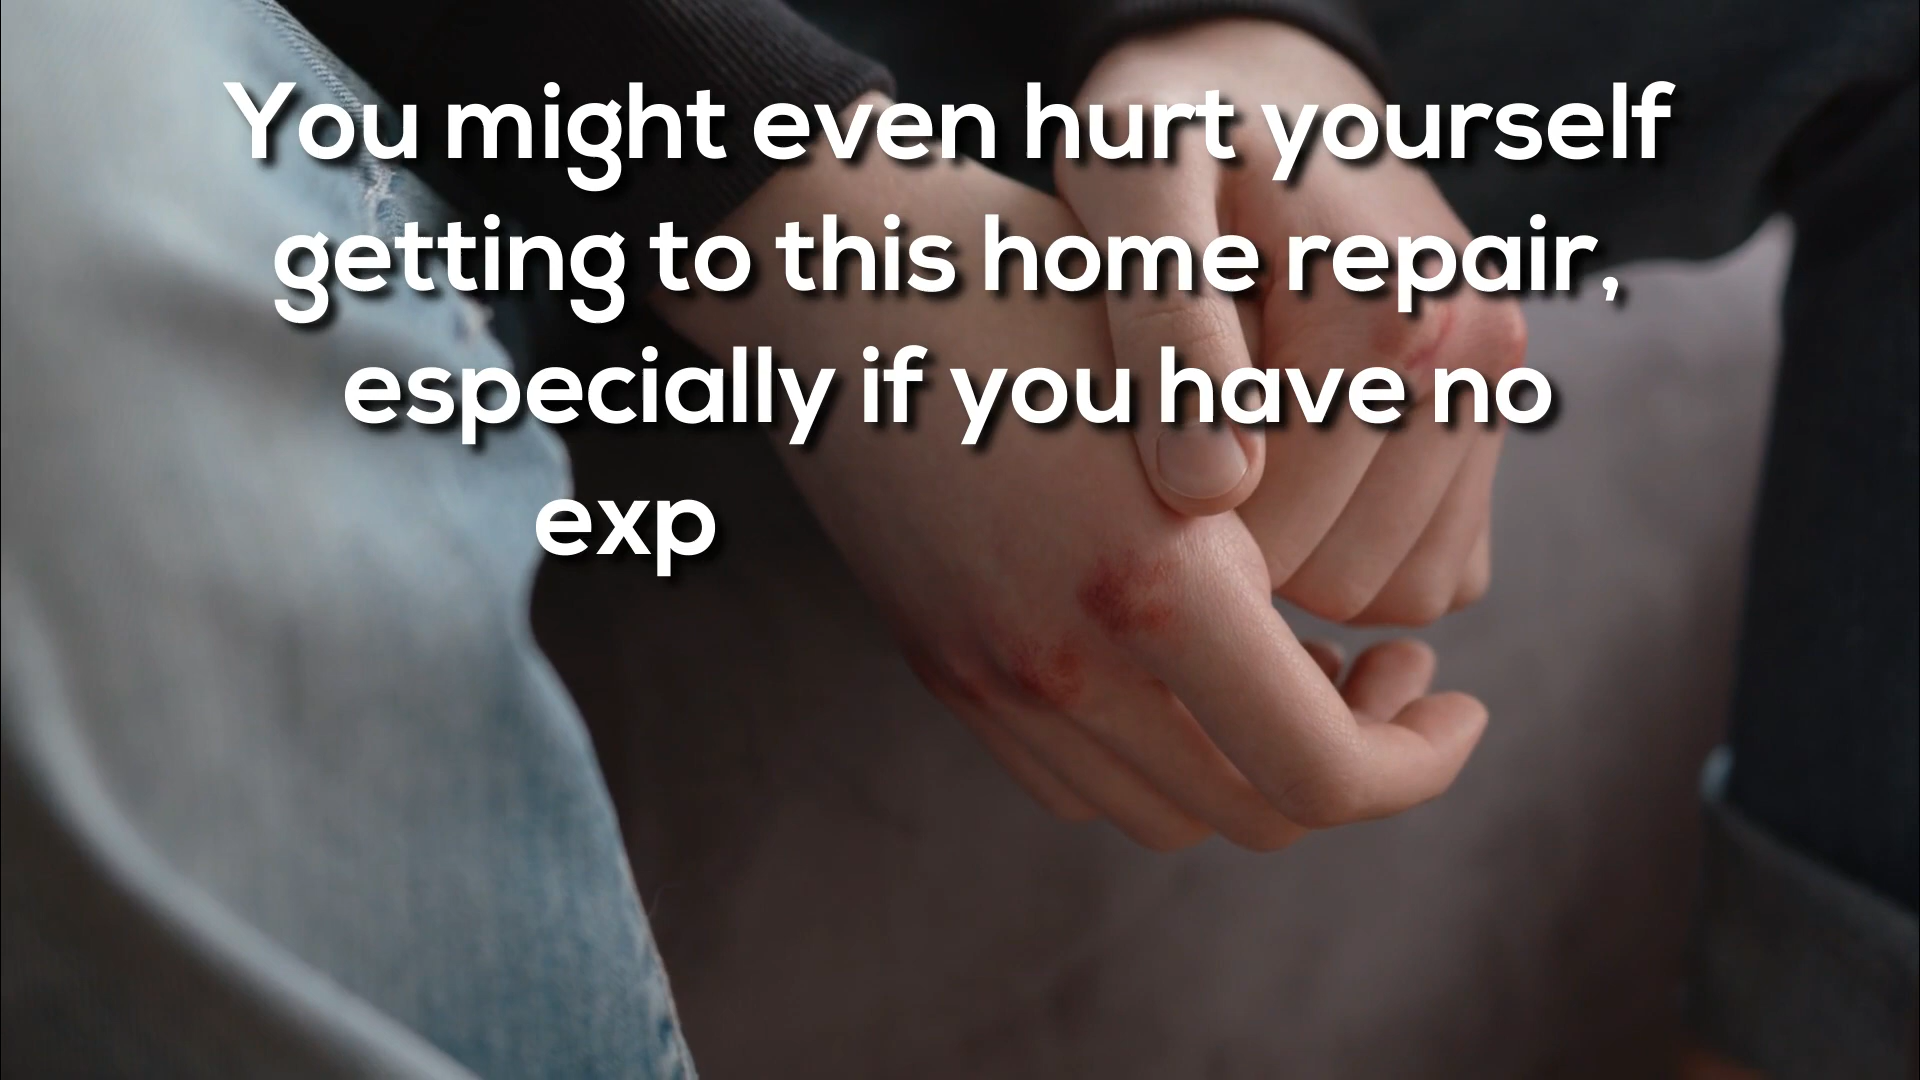 You might even hurt yourself
getting to this home repair,
especially if you have no
exp